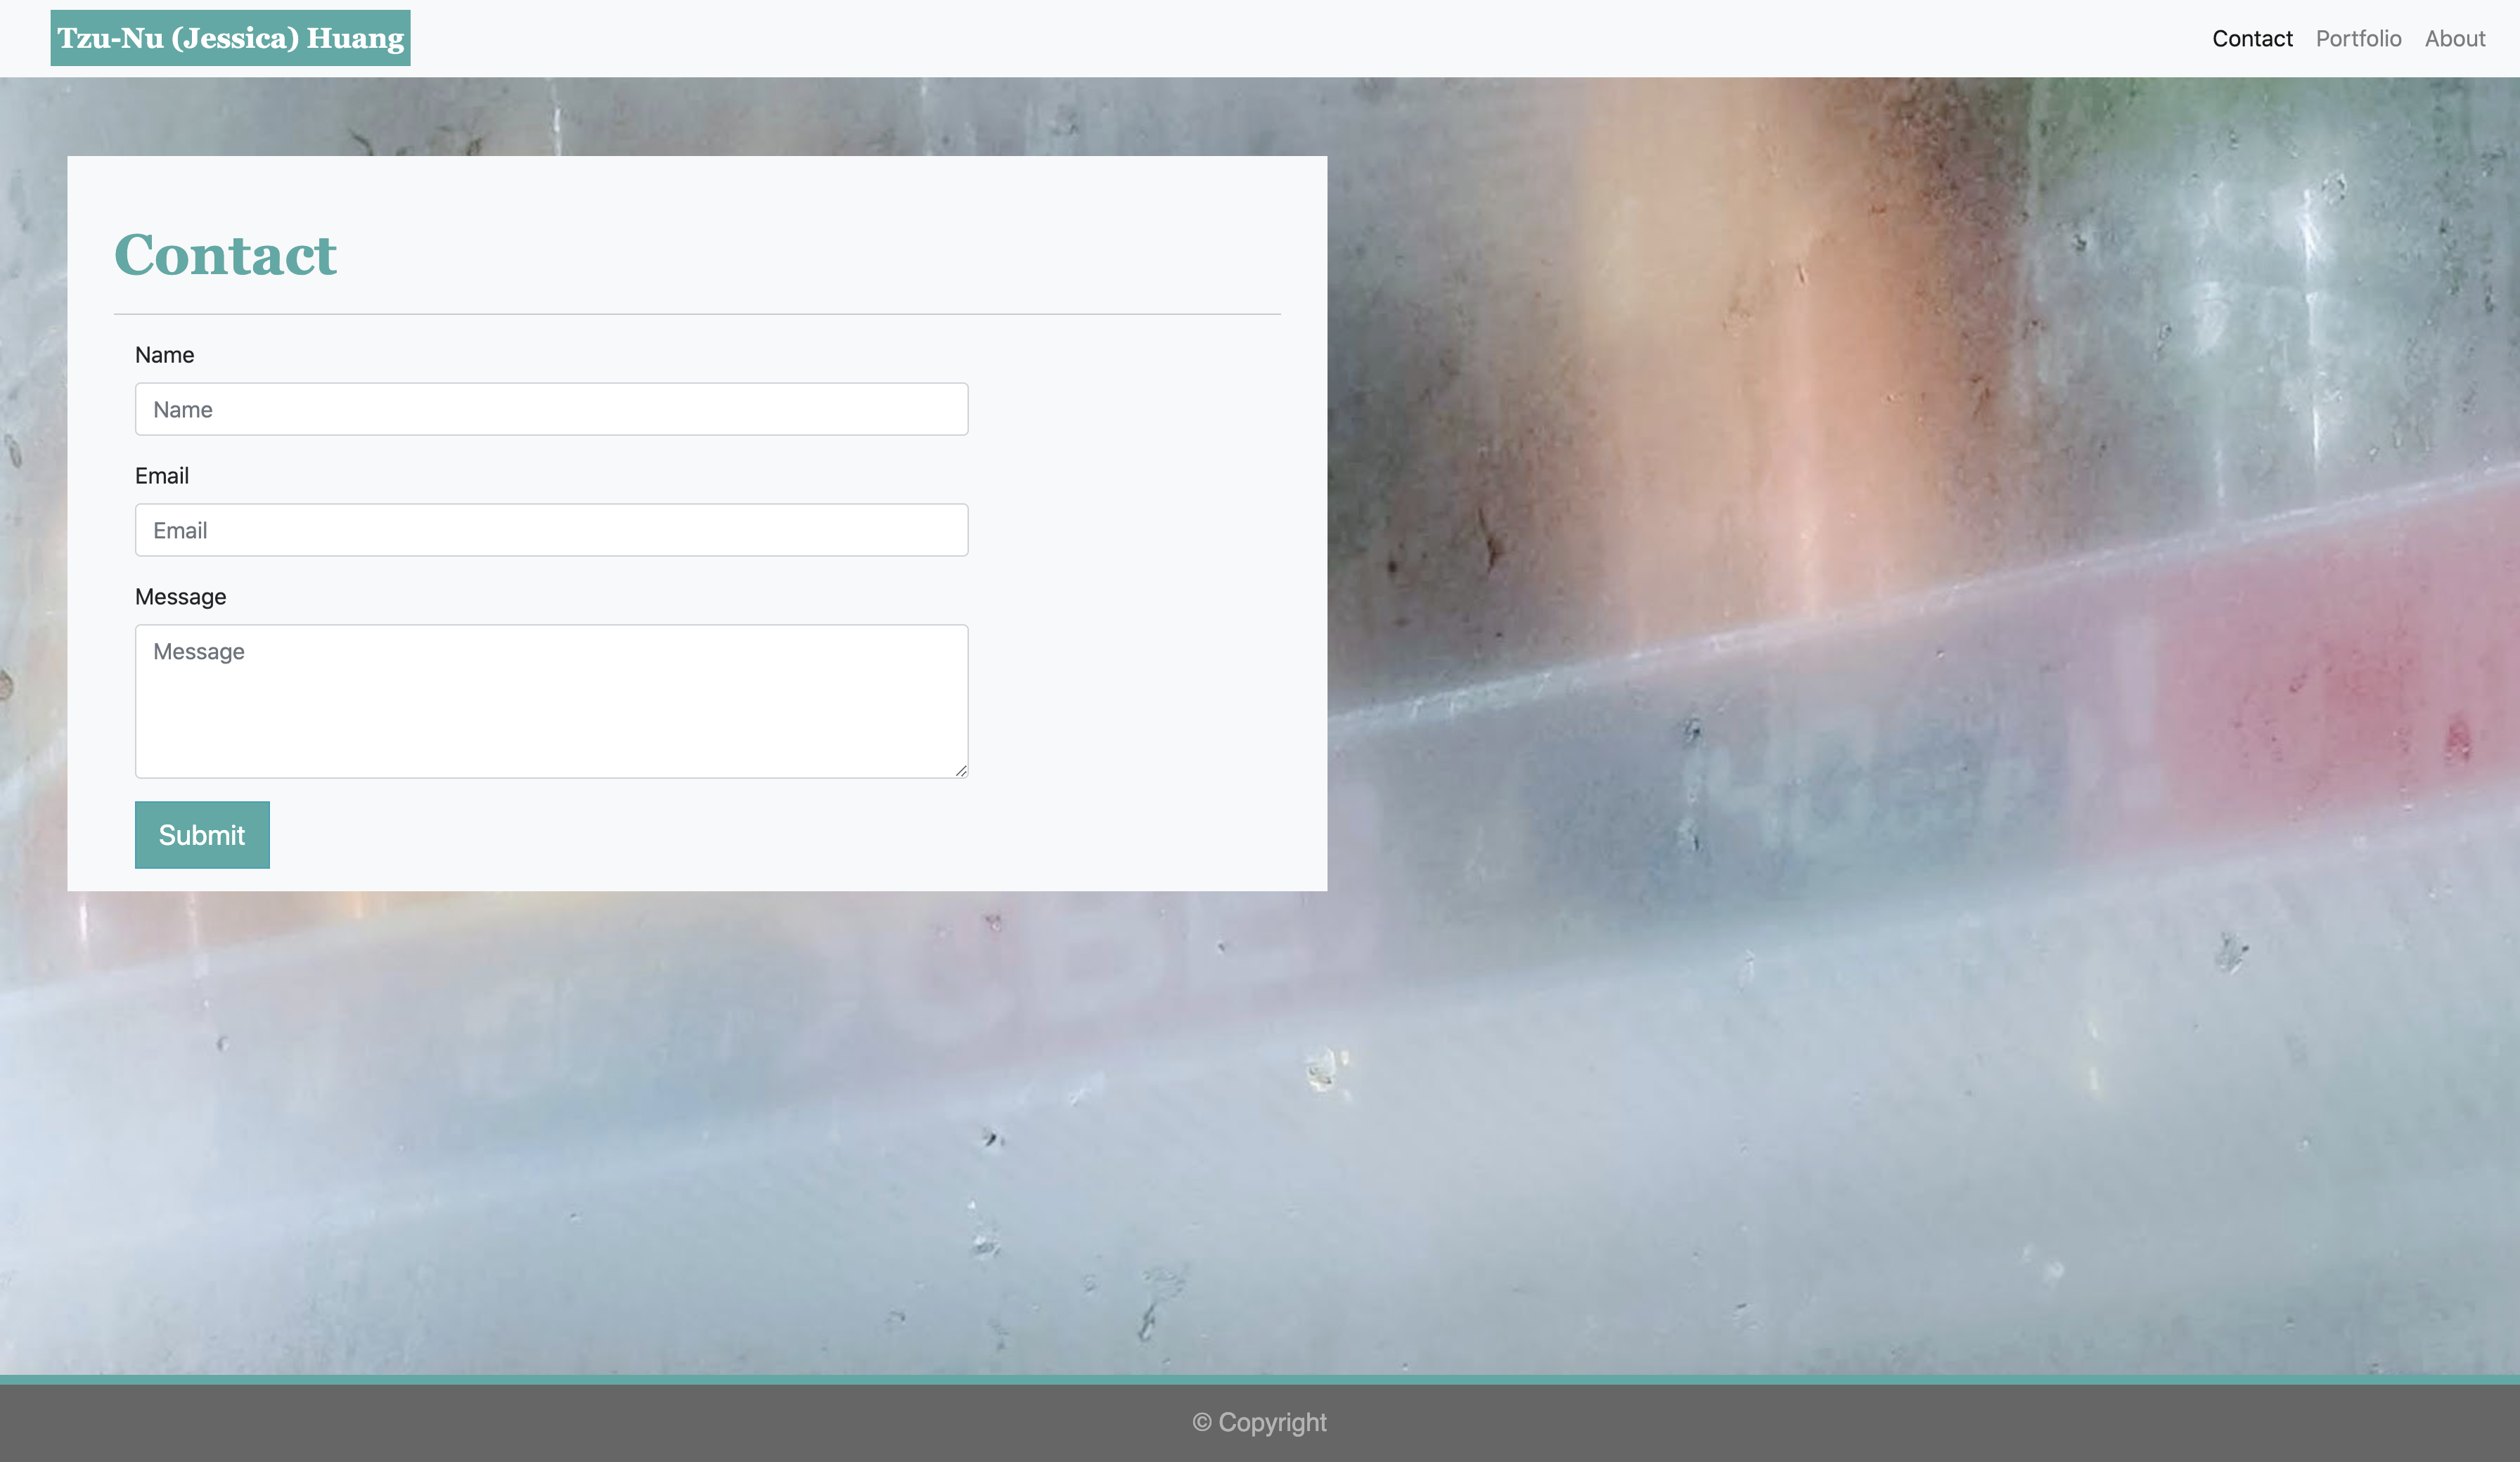 Tzu-Nu (Jessica) Huang
Contact Portfolio About
Contact
Name
Name
Email
Email
Message
Message
Submit
© Copyright